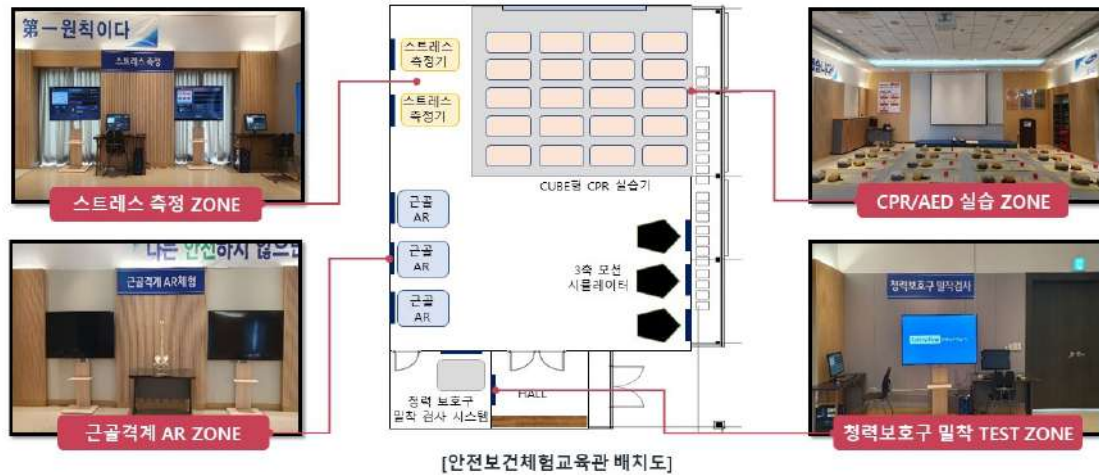 第一원칙이다
스트레스 측정
스트레스 측정 ZONE
나는 안전하지 않으면
근골격계 AR체험
근골격계 AR ZONE
스트레스
측정기
스트레스
측정기
CUBE형 CPR 실습기
근골
AR
근골
AR
근골
AR
3축 모션
시뮬레이터
청력 보호구
밀착 검사 시스템
HALL
CPR/AED 실습 ZONE
청력보호구 밀착검사
청력보호구 밀착 TEST ZONE
[안전보건체험교육관 배치도]